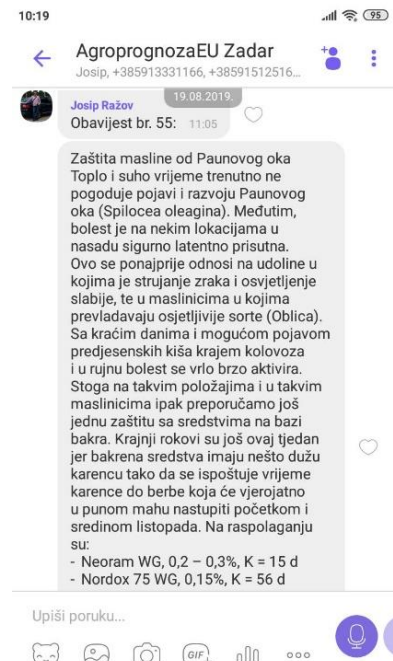 10:19
95
AgroprognozaEU Zadar
Josip, +385913331166, +38591512516...
19.08.2019.
Josip Ražov
Obavijest br. 55: 11:05
Zaštita masline od Paunovog oka
Toplo i suho vrijeme trenutno ne
pogoduje pojavi i razvoju Paunovog
oka (Spilocea oleagina). Međutim,
bolest je na nekim lokacijama u
nasadu sigurno latentno prisutna.
Ovo se ponajprije odnosi na udoline u
kojima je strujanje zraka i osvjetljenje
slabije, te u maslinicima u kojima
prevladavaju osjetljivije sorte (Oblica).
Sa kraćim danima i mogućom pojavom
predjesenskih kiša krajem kolovoza
i u rujnu bolest se vrlo brzo aktivira.
Stoga na takvim položajima i u takvim
maslinicima ipak preporučamo još
jednu zaštitu sa sredstvima na bazi
bakra. Krajnji rokovi su još ovaj tjedan
jer bakrena sredstva imaju nešto dužu
karencu tako da se ispoštuje vrijeme
karence do berbe koja će vjerojatno
u punom mahu nastupiti početkom i
sredinom listopada. Na raspolaganju
su:
- Neoram WG, 0,2 – 0,3%, K = 15 d
- Nordox 75 WG, 0,15%, K = 56 d
Upiši poruku...
GIF